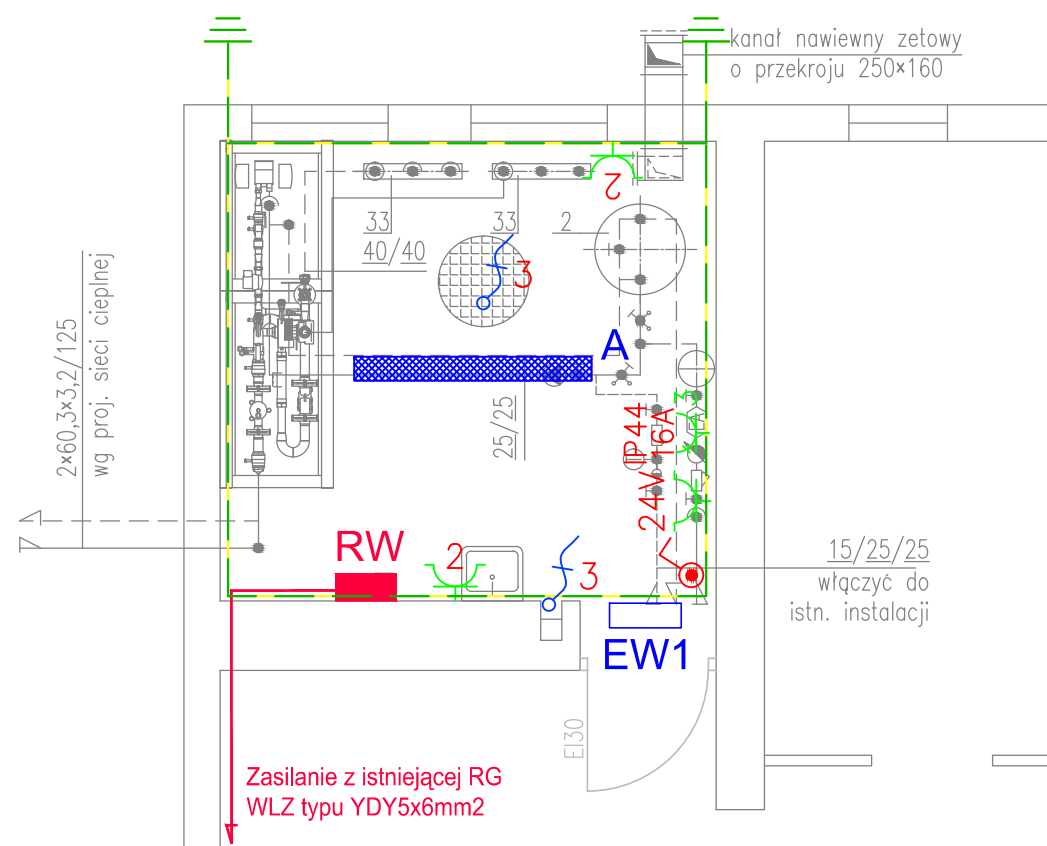 kanał nawiewny zetowy
o przekroju 250×160
2
33
33
2
40/40
3
A
2×60,3×3,2/125
wg proj. sieci cieplnej
25/25
24V/16A
IP44
3
RW
2
3
15/25/25
włączyć do
istn. instalacji
EW1
EI30
Zasilanie z istniejącej RG
WLZ typu YDY5x6mm2